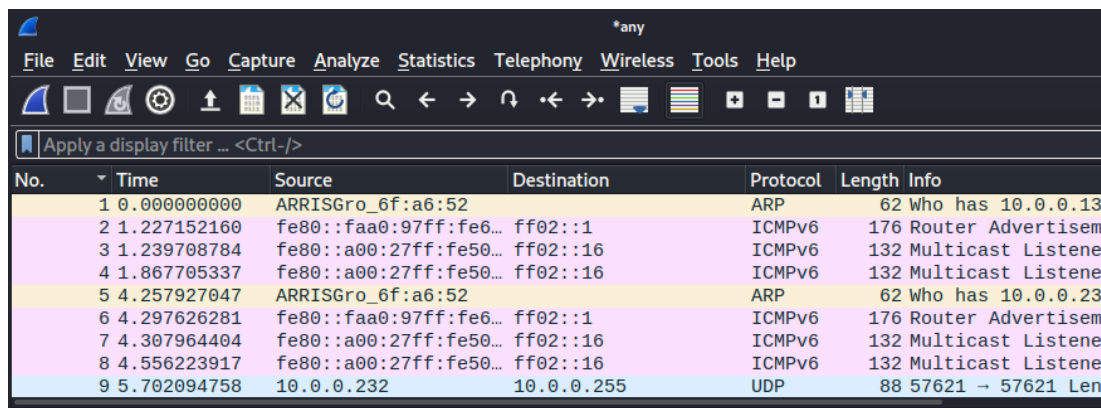 *any
File Edit View Go Capture Analyze Statistics Telephony Wireless Tools Help
Apply a display filter ... <Ctrl-/>
No. Time Source Destination Protocol Length Info
1 0.000000000 ARRISGro_6f:a6:52 ARP 62 Who has 10.0.0.13
2 1.227152160 fe80::faa0:97ff:fe6… ff02::1 ICMPv6 176 Router Advertisem
3 1.239708784 fe80::a00:27ff:fe50… ff02::16 ICMPv6 132 Multicast Listene
4 1.867705337 fe80::a00:27ff:fe50… ff02::16 ICMPv6 132 Multicast Listene
5 4.257927047 ARRISGro_6f:a6:52 ARP 62 Who has 10.0.0.23
6 4.297626281 fe80::faa0:97ff:fe6… ff02::1 ICMPv6 176 Router Advertisem
7 4.307964404 fe80::a00:27ff:fe50… ff02::16 ICMPv6 132 Multicast Listene
8 4.556223917 fe80::a00:27ff:fe50… ff02::16 ICMPv6 132 Multicast Listene
9 5.702094758 10.0.0.232 10.0.0.255 UDP 88 57621 → 57621 Len